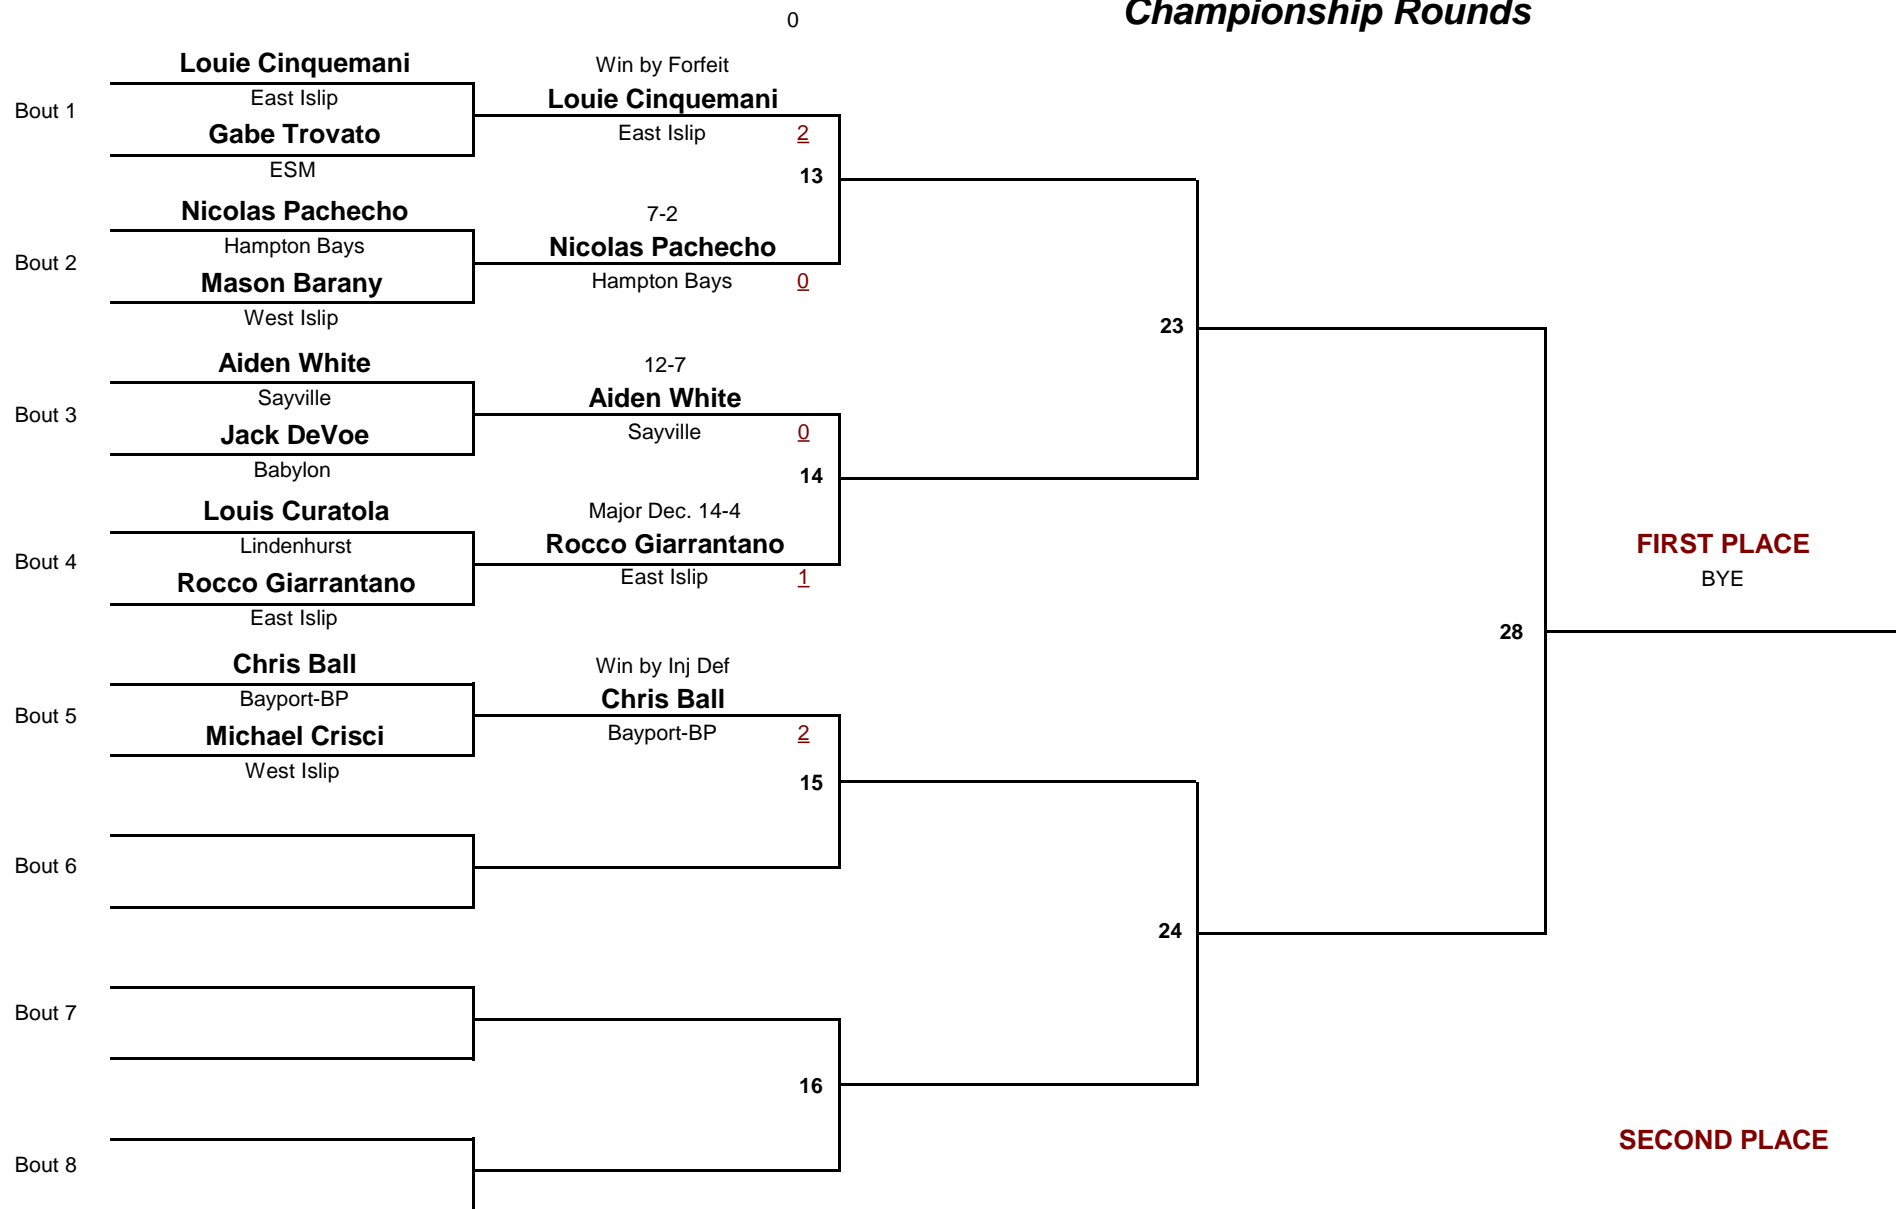 Championship Rounds
0
Louie Cinquemani
Win by Forfeit
Bout 1
East Islip
Louie Cinquemani
Gabe Trovato
East Islip
2
ESM
13
Nicolas Pachecho
7-2
Bout 2
Hampton Bays
Nicolas Pachecho
Mason Barany
Hampton Bays
0
West Islip
23
Aiden White
12-7
Bout 3
Sayville
Aiden White
Jack DeVoe
Sayville
0
Babylon
14
Louis Curatola
Major Dec. 14-4
Bout 4
Lindenhurst
Rocco Giarrantano
FIRST PLACE
Rocco Giarrantano
East Islip
1
BYE
East Islip
28
Chris Ball
Win by Inj Def
Bout 5
Bayport-BP
Chris Ball
Michael Crisci
Bayport-BP
2
West Islip
15
Bout 6
24
Bout 7
16
SECOND PLACE
Bout 8